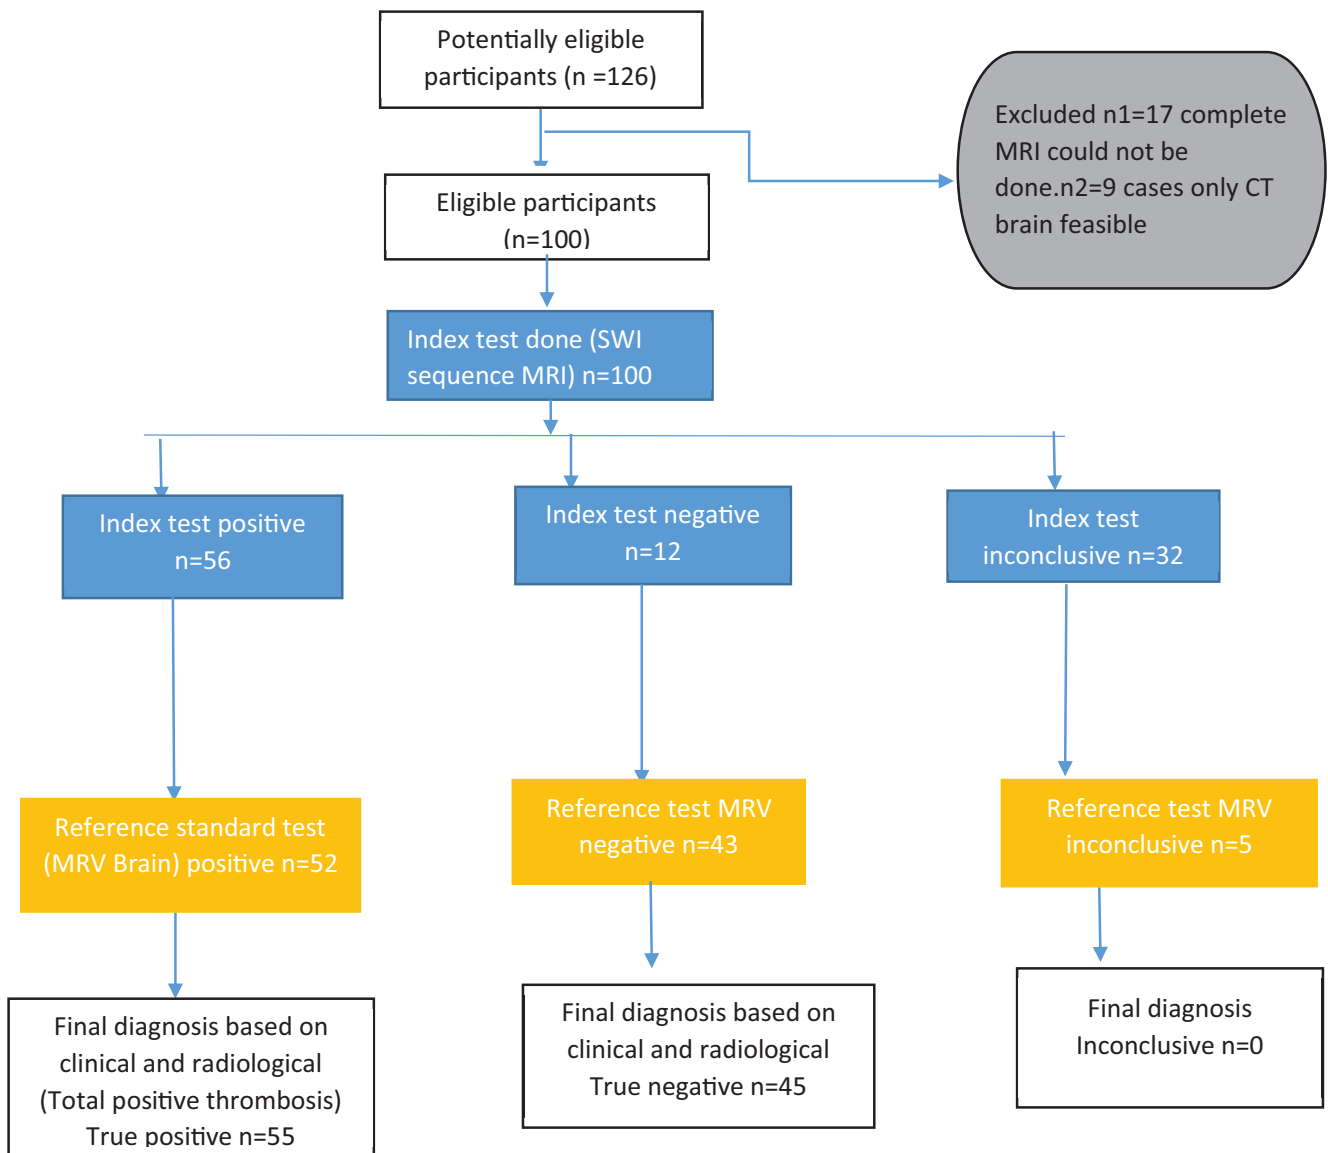 Potentially eligible
participants (n =126)
Excluded n1=17 complete
MRI could not be
done.n2=9 cases only CT
brain feasible
Eligible participants
(n=100)
Index test done (SWI
sequence MRI) n=100
Index test positive
n=56
Index test negative
n=12
Index test
inconclusive n=32
Reference standard test
(MRV Brain) positive n=52
Reference test MRV
negative n=43
Reference test MRV
inconclusive n=5
Final diagnosis based on
clinical and radiological
(Total positive thrombosis)
True positive n=55
Final diagnosis based on
clinical and radiological
True negative n=45
Final diagnosis
Inconclusive n=0